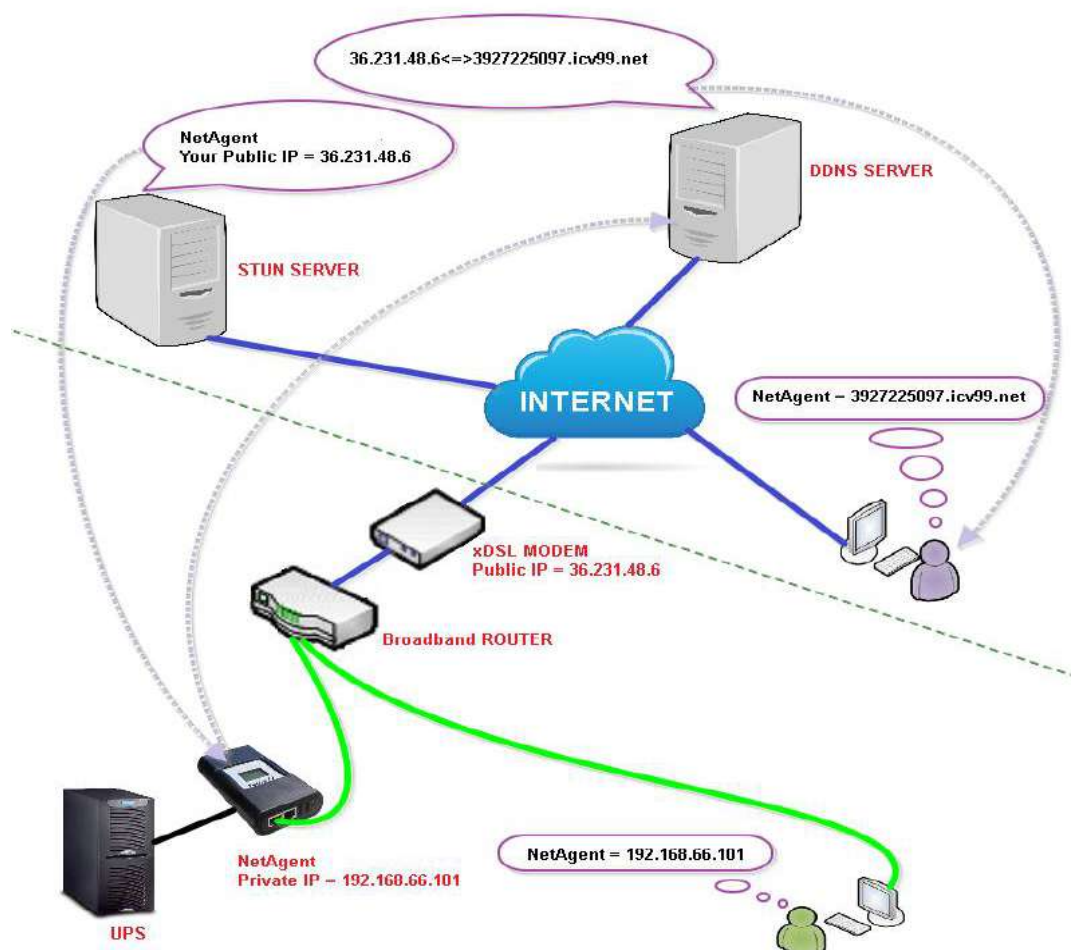 36.231.48.6<=>3927225097.icv99.net
NetAgent
Your Public IP = 36.231.48.6
DDNS SERVER
STUN SERVER
INTERNET
NetAgent – 3927225097.icv99.net
xDSL MODEM
Public IP = 36.231.48.6
Broadband ROUTER
NetAgent
Private IP – 192.168.66.101
NetAgent = 192.168.66.101
UPS